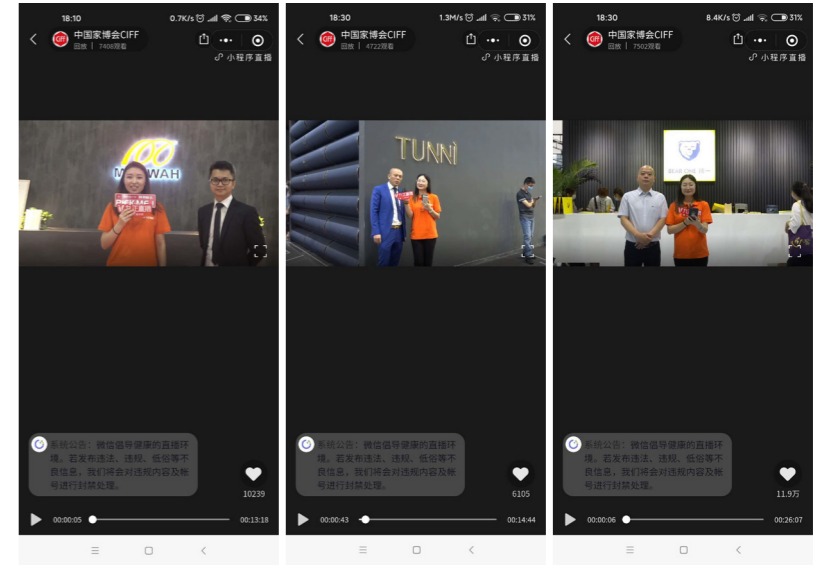 18:10
0.7K/s
34%
中国家博会CIFF
回放 | 7408观看
小程序直播
系统公告：微信倡导健康的直播环
境。若发布违法、违规、低俗等不
良信息，我们将会对违规内容及帐
号进行封禁处理。
10239
00:00:05
00:13:18
18:30
1.3M/s
31%
中国家博会CIFF
回放 | 4722观看
小程序直播
TUNNÌ
系统公告：微信倡导健康的直播环
境。若发布违法、违规、低俗等不
良信息，我们将会对违规内容及帐
号进行封禁处理。
6105
00:00:43
00:14:44
18:30
8.4K/s
31%
中国家博会CIFF
回放 | 7502观看
小程序直播
BEAR ONE
系统公告：微信倡导健康的直播环
境。若发布违法、违规、低俗等不
良信息，我们将会对违规内容及帐
号进行封禁处理。
11.9万
00:00:06
00:26:07